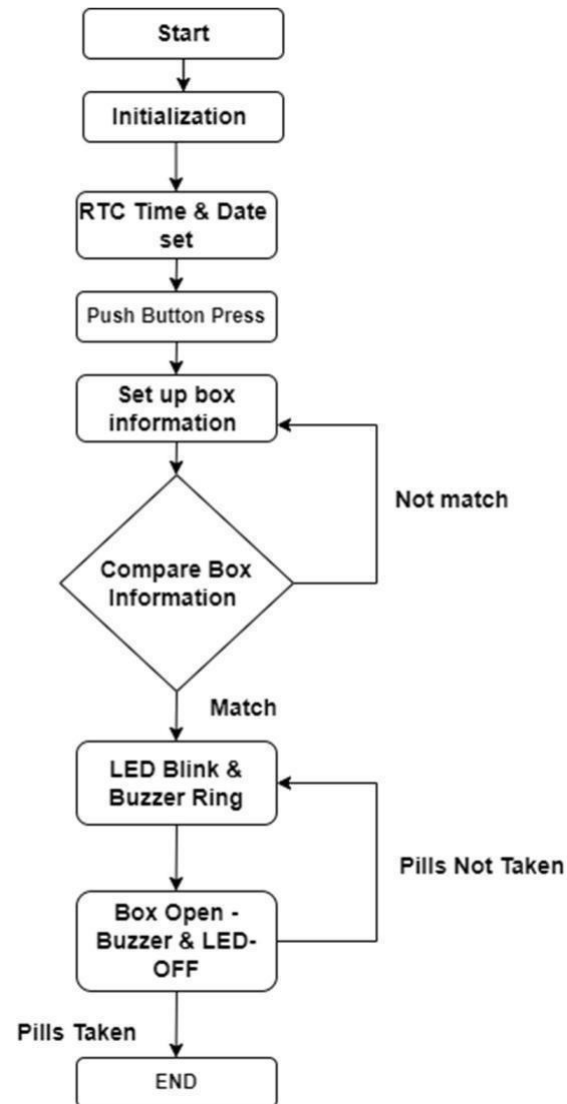 Start
Initialization
RTC Time & Date
set
Push Button Press
Set up box
information
Not match
Compare Box
Information
Match
LED Blink &
Buzzer Ring
Pills Not Taken
Box Open -
Buzzer & LED-
OFF
Pills Taken
END